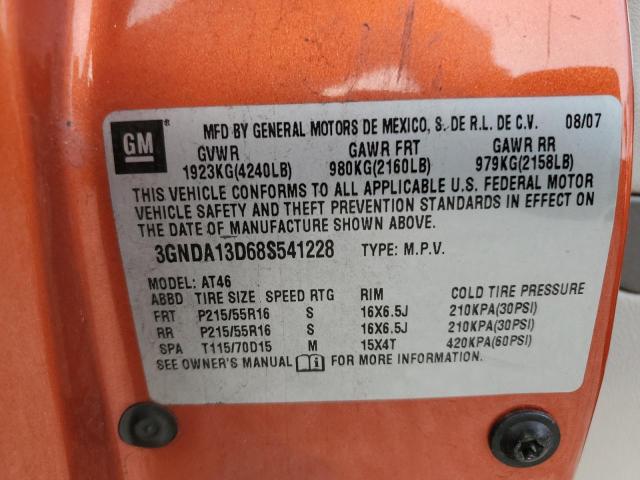 GM ® MFD BY GENERAL MOTORS DE MEXICO, S. DE R.L. DE C.V. 08/07
GVWR GAWR FRT GAWR RR
1923KG(4240LB) 980KG(2160LB) 979KG(2158LB)
THIS VEHICLE CONFORMS TO ALL APPLICABLE U.S. FEDERAL MOTOR
VEHICLE SAFETY AND THEFT PREVENTION STANDARDS IN EFFECT ON
THE DATE OF MANUFACTURE SHOWN ABOVE.
3GNDA13D68S541228 TYPE: M.P.V.
MODEL: AT46
ABBD TIRE SIZE SPEED RTG RIM COLD TIRE PRESSURE
FRT P215/55R16 S 16X6.5J 210KPA(30PSI)
RR P215/55R16 S 16X6.5J 210KPA(30PSI)
SPA T115/70D15 M 15X4T 420KPA(60PSI)
SEE OWNER'S MANUAL i FOR MORE INFORMATION.